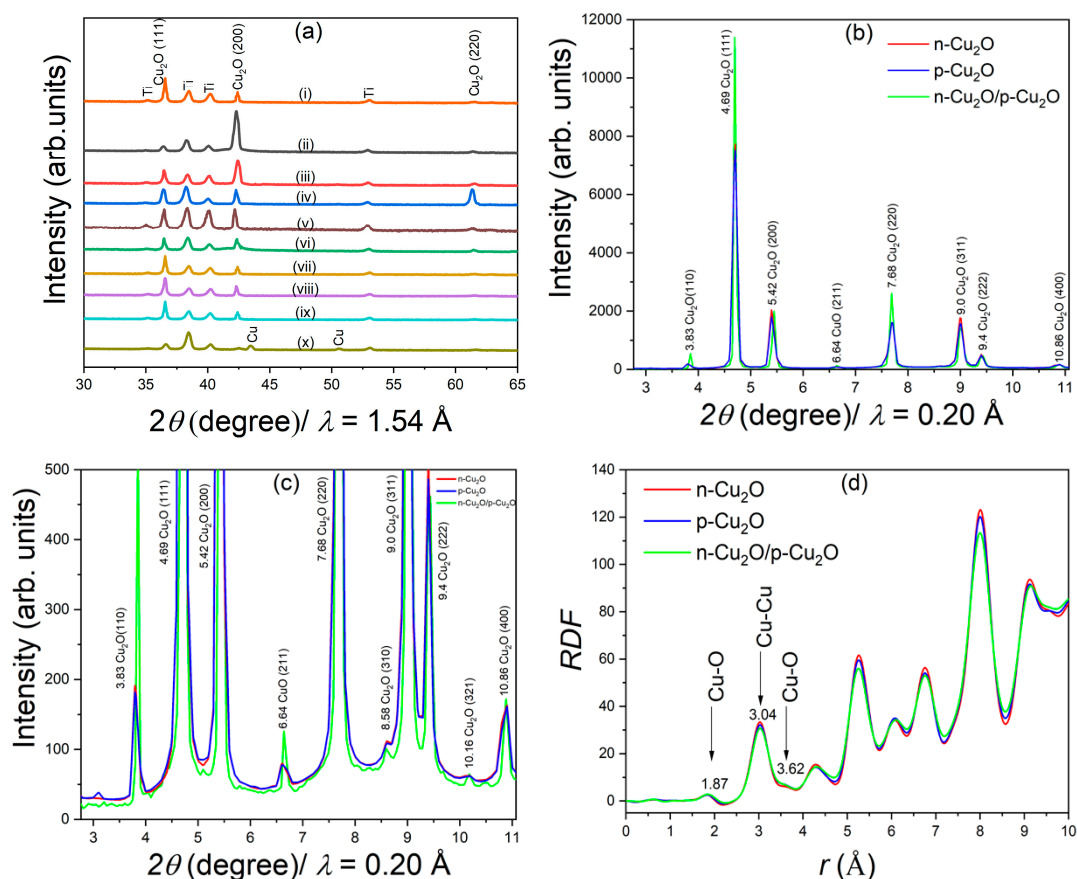 (a)
Ti
Cu₂O (111)
Ti
Ti
Cu₂O (200)
Ti
Cu₂O (220)
(i)
(ii)
(iii)
(iv)
(v)
(vi)
(vii)
(viii)
(ix)
(x)
Cu
Cu
Intensity (arb.units)
30 35 40 45 50 55 60 65
2θ (degree)/ λ = 1.54 Å
(b)
n-Cu₂O
p-Cu₂O
n-Cu₂O/p-Cu₂O
12000
10000
8000
6000
4000
2000
0
Intensity (arb. units)
3.83 Cu₂O(110)
4.69 Cu₂O (111)
5.42 Cu₂O (200)
6.64 CuO (211)
7.68 Cu₂O (220)
9.0 Cu₂O (311)
9.4 Cu₂O (222)
10.86 Cu₂O (400)
3 4 5 6 7 8 9 10 11
2θ (degree)/ λ = 0.20 Å
(c)
n-Cu₂O
p-Cu₂O
n-Cu₂O/p-Cu₂O
500
400
300
200
100
0
Intensity (arb. units)
3.83 Cu₂O(110)
4.69 Cu₂O (111)
5.42 Cu₂O (200)
6.64 CuO (211)
7.68 Cu₂O (220)
8.58 Cu₂O (310)
9.0 Cu₂O (311)
9.4 Cu₂O (222)
10.16 Cu₂O (321)
10.86 Cu₂O (400)
3 4 5 6 7 8 9 10 11
2θ (degree)/ λ = 0.20 Å
(d)
n-Cu₂O
p-Cu₂O
n-Cu₂O/p-Cu₂O
140
120
100
80
60
40
20
0
RDF
Cu-O
Cu-Cu
Cu-O
1.87
3.04
3.62
0 1 2 3 4 5 6 7 8 9 10
r (Å)